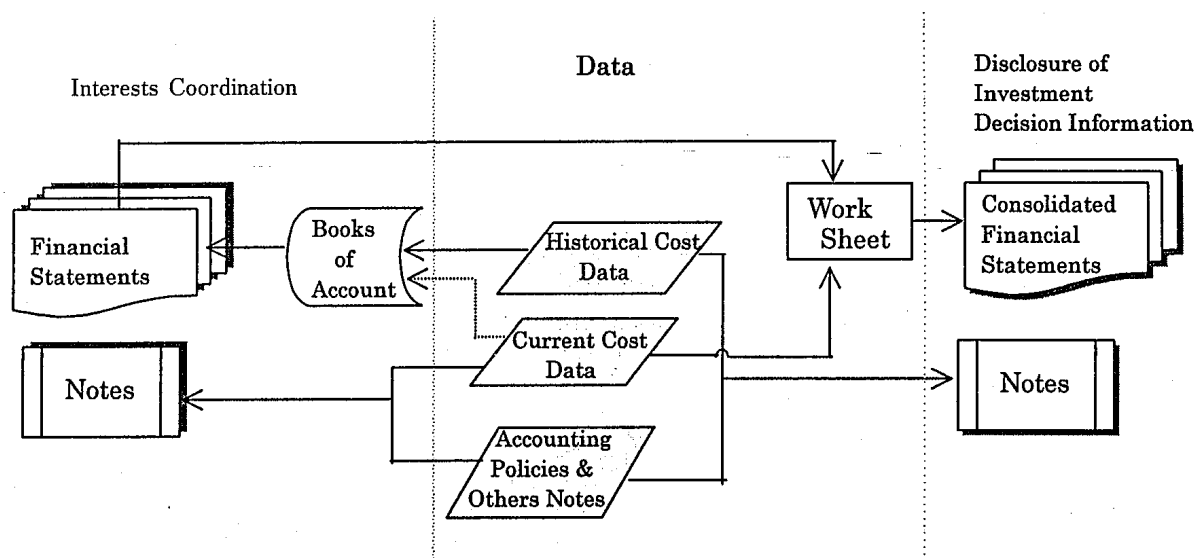 Interests Coordination
Data
Disclosure of
Investment
Decision Information
Financial
Statements
Books
of
Account
Historical Cost
Data
Work
Sheet
Consolidated
Financial
Statements
Current Cost
Data
Notes
Notes
Accounting
Policies &
Others Notes